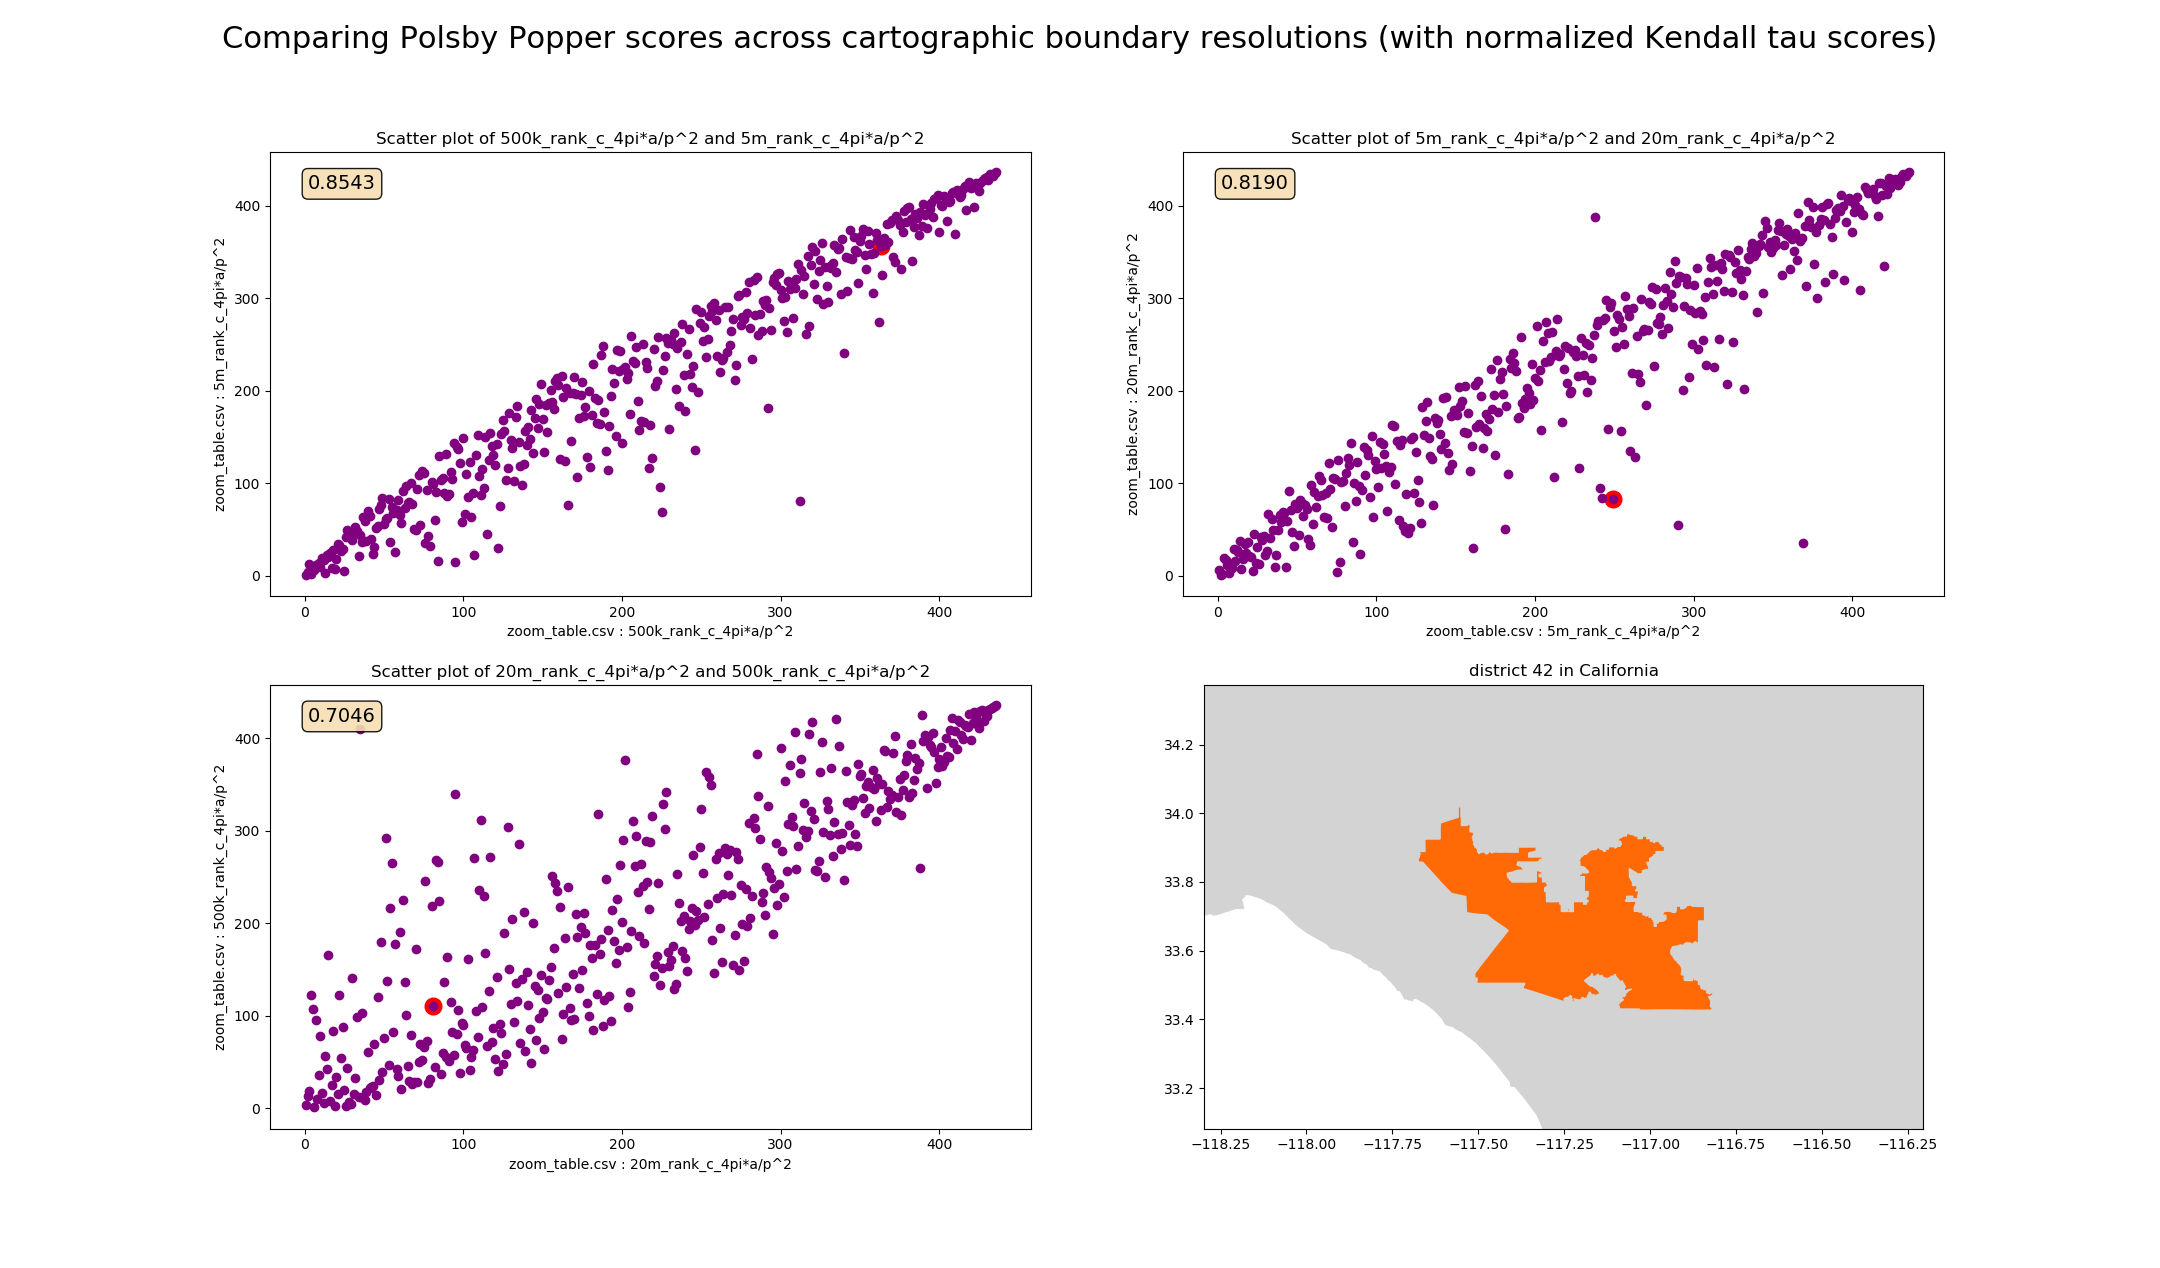 Comparing Polsby Popper scores across cartographic boundary resolutions (with normalized Kendall tau scores)
Scatter plot of 500k_rank_c_4pi*a/p^2 and 5m_rank_c_4pi*a/p^2
0.8543
zoom_table.csv : 5m_rank_c_4pi*a/p^2
400
300
200
100
0
0 100 200 300 400
zoom_table.csv : 500k_rank_c_4pi*a/p^2
Scatter plot of 5m_rank_c_4pi*a/p^2 and 20m_rank_c_4pi*a/p^2
0.8190
zoom_table.csv : 20m_rank_c_4pi*a/p^2
400
300
200
100
0
0 100 200 300 400
zoom_table.csv : 5m_rank_c_4pi*a/p^2
Scatter plot of 20m_rank_c_4pi*a/p^2 and 500k_rank_c_4pi*a/p^2
0.7046
zoom_table.csv : 500k_rank_c_4pi*a/p^2
400
300
200
100
0
0 100 200 300 400
zoom_table.csv : 20m_rank_c_4pi*a/p^2
district 42 in California
34.2
34.0
33.8
33.6
33.4
33.2
−118.25 −118.00 −117.75 −117.50 −117.25 −117.00 −116.75 −116.50 −116.25